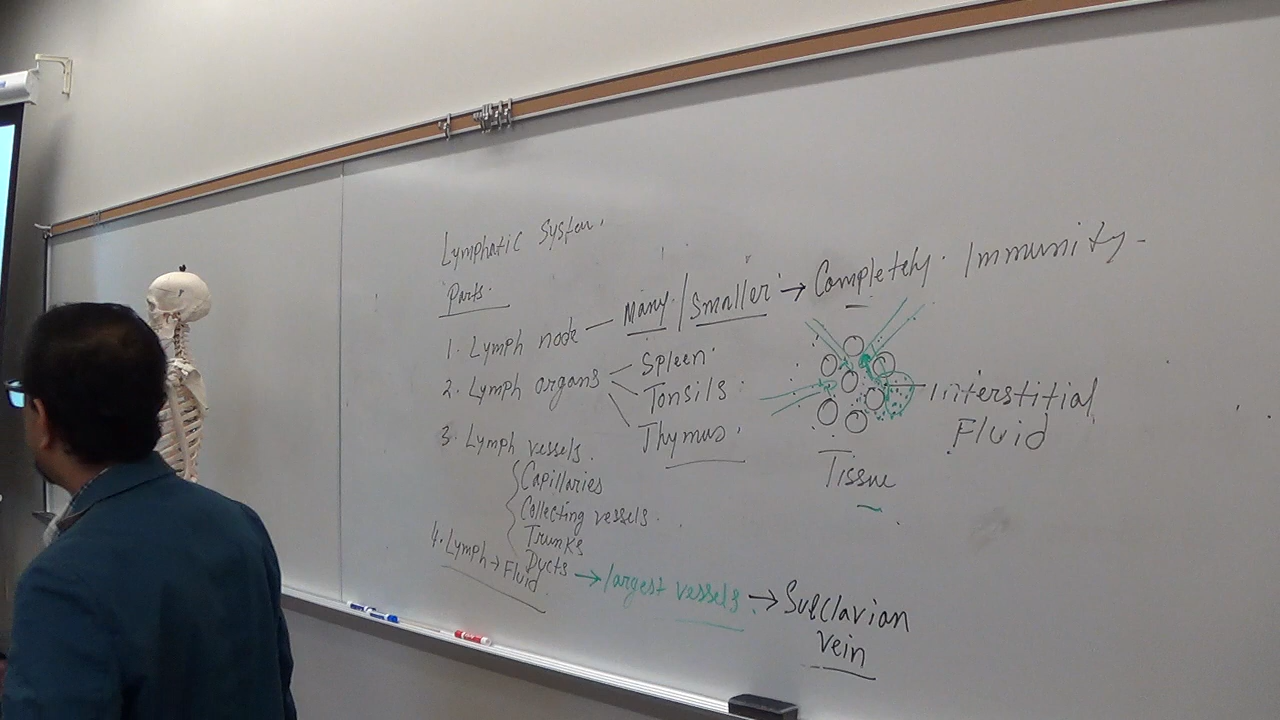 Lymphatic System.
Parts.
1. Lymph node — Many / Smaller → Completely. Immunity -
2. Lymph organs
Spleen
Tonsils
Thymus.
3. Lymph vessels.
Capillaries
Collecting vessels.
Trunks
Ducts → largest vessels. → Subclavian vein
4. Lymph → Fluid
Interstitial
Fluid
Tissue